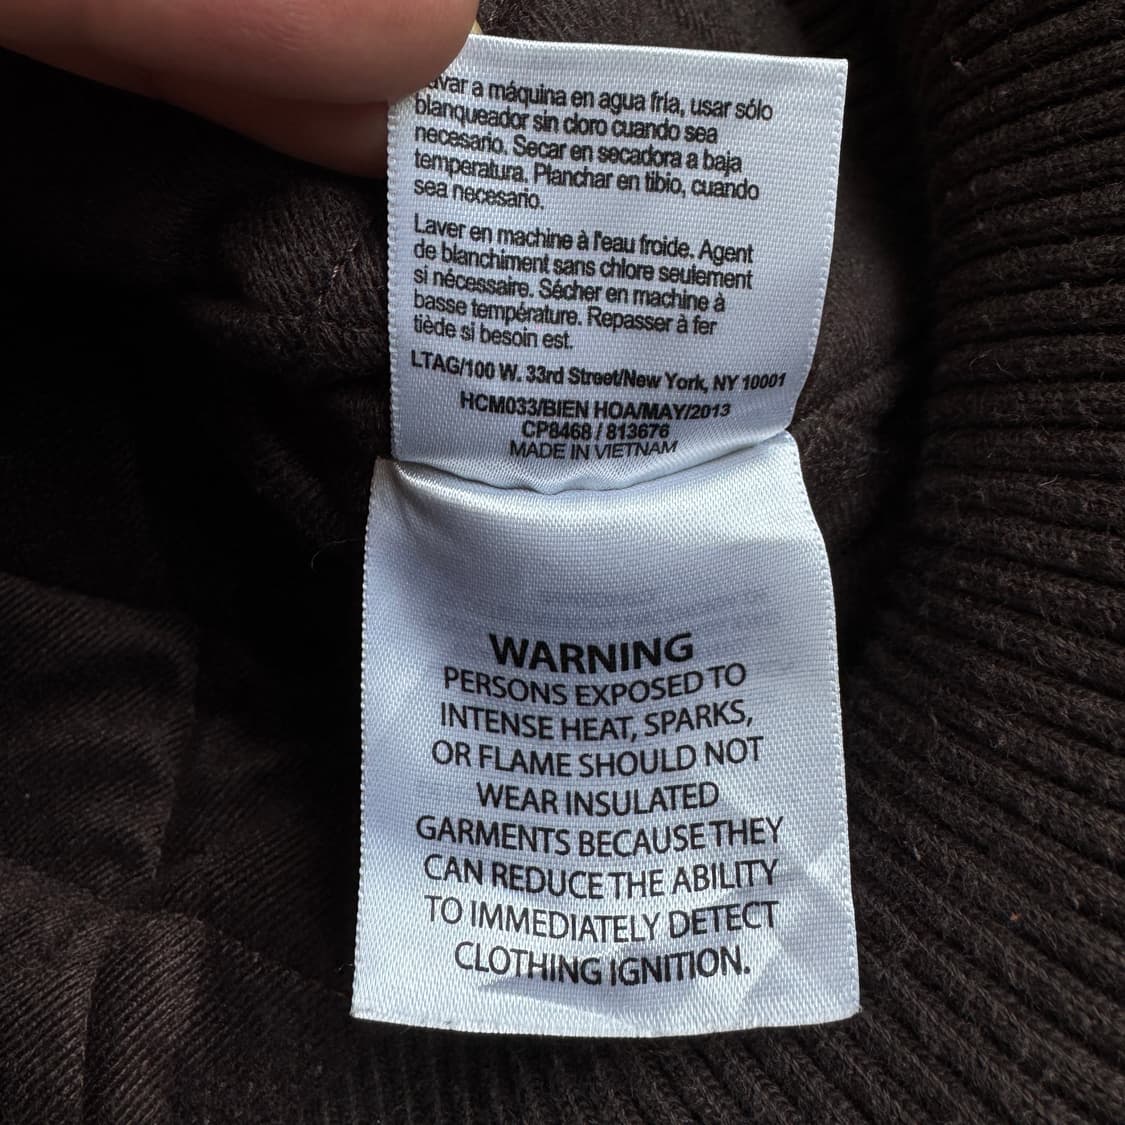 avar a máquina en agua fría, usar sólo
blanqueador sin cloro cuando sea
necesario. Secar en secadora a baja
temperatura. Planchar en tibio, cuando
sea necesario.
Laver en machine à l'eau froide. Agent
de blanchiment sans chlore seulement
si nécessaire. Sécher en machine à
basse température. Repasser à fer
tiède si besoin est.
LTAG/100 W. 33rd Street/New York, NY 10001
HCM033/BIEN HOA/MAY/2013
CP8468 / 813676
MADE IN VIETNAM
WARNING
PERSONS EXPOSED TO
INTENSE HEAT, SPARKS,
OR FLAME SHOULD NOT
WEAR INSULATED
GARMENTS BECAUSE THEY
CAN REDUCE THE ABILITY
TO IMMEDIATELY DETECT
CLOTHING IGNITION.